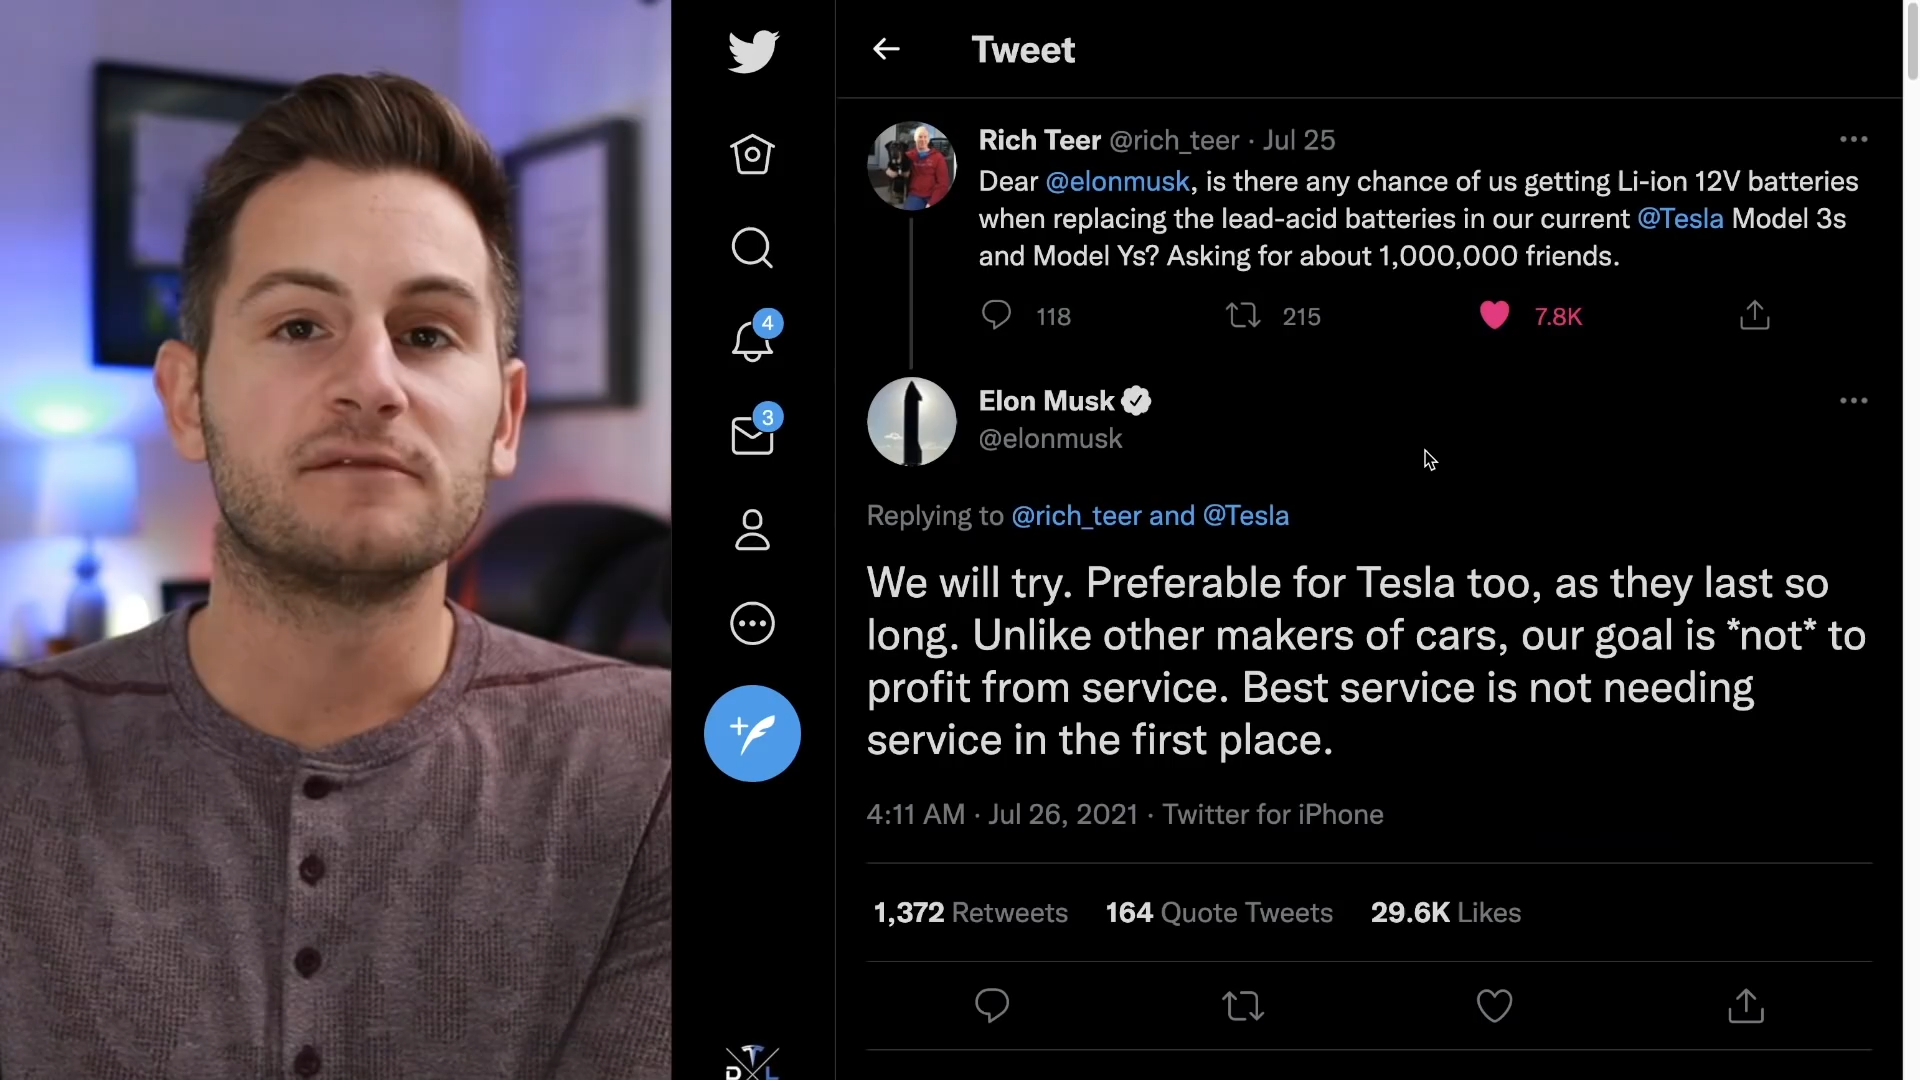 Tweet
Rich Teer @rich_teer · Jul 25
Dear @elonmusk, is there any chance of us getting Li-ion 12V batteries
when replacing the lead-acid batteries in our current @Tesla Model 3s
and Model Ys? Asking for about 1,000,000 friends.
118 215 7.8K
4
3
Elon Musk
@elonmusk
Replying to @rich_teer and @Tesla
We will try. Preferable for Tesla too, as they last so
long. Unlike other makers of cars, our goal is *not* to
profit from service. Best service is not needing
service in the first place.
4:11 AM · Jul 26, 2021 · Twitter for iPhone
1,372 Retweets 164 Quote Tweets 29.6K Likes
D L